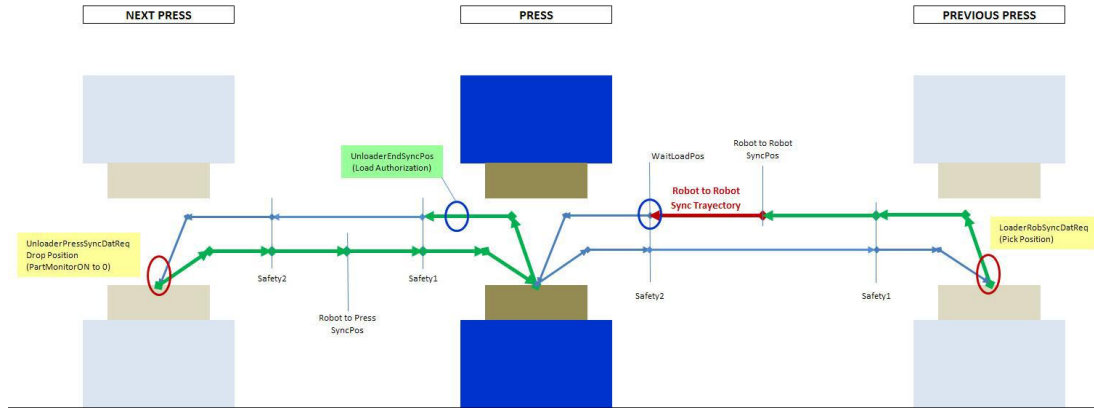 NEXT PRESS
PRESS
PREVIOUS PRESS
UnloaderEndSyncPos
(Load Authorization)
WaitLoadPos
Robot to Robot
SyncPos
Robot to Robot
Sync Trayectory
UnloaderPressSyncDatReq
Drop Position
(PartMonitorON to 0)
LoaderRobSyncDatReq
(Pick Position)
Safety2
Safety1
Safety2
Safety1
Robot to Press
SyncPos